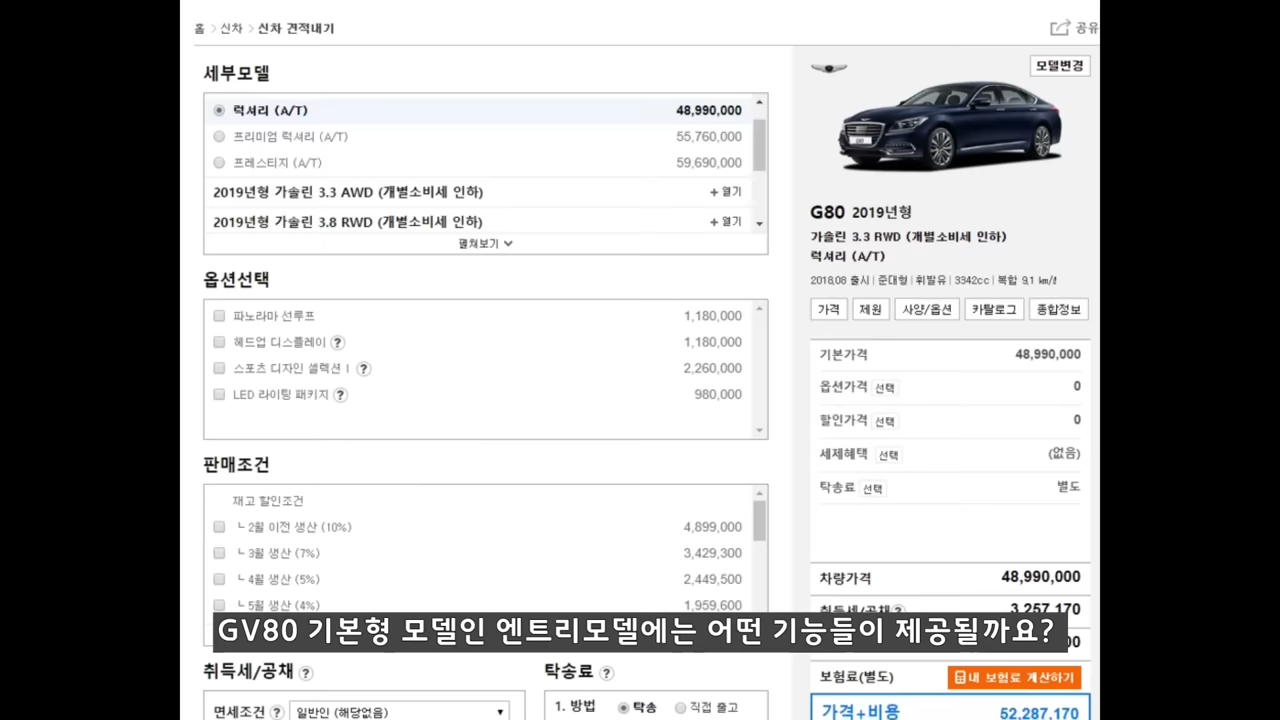 홈 > 신차 > 신차 견적내기
공유
세부모델
럭셔리 (A/T) 48,990,000
프리미엄 럭셔리 (A/T) 55,760,000
프레스티지 (A/T) 59,690,000
2019년형 가솔린 3.3 AWD (개별소비세 인하) + 열기
2019년형 가솔린 3.8 RWD (개별소비세 인하) + 열기
펼쳐보기
옵션선택
파노라마 선루프 1,180,000
헤드업 디스플레이 ? 1,180,000
스포츠 디자인 셀렉션 I ? 2,260,000
LED 라이팅 패키지 ? 980,000
판매조건
재고 할인조건
ㄴ 2월 이전 생산 (10%) 4,899,000
ㄴ 3월 생산 (7%) 3,429,300
ㄴ 4월 생산 (5%) 2,449,500
ㄴ 5월 생산 (4%) 1,959,600
취득세/공채 ?
면세조건 ? 일반인 (해당없음) ▼
탁송료 ?
1. 방법 탁송 직접 출고
모델변경
G80 2019년형
가솔린 3.3 RWD (개별소비세 인하)
럭셔리 (A/T)
2018.08 출시 | 준대형 | 휘발유 | 3342cc | 복합 9.1 ㎞/ℓ
가격 제원 사양/옵션 카탈로그 종합정보
기본가격 48,990,000
옵션가격 선택 0
할인가격 선택 0
세제혜택 선택 (없음)
탁송료 선택 별도
차량가격 48,990,000
취득세/공채 ? 3,257,170
보험료(별도) 내 보험료 계산하기
가격+비용 52,287,170
GV80 기본형 모델인 엔트리모델에는 어떤 기능들이 제공될까요?